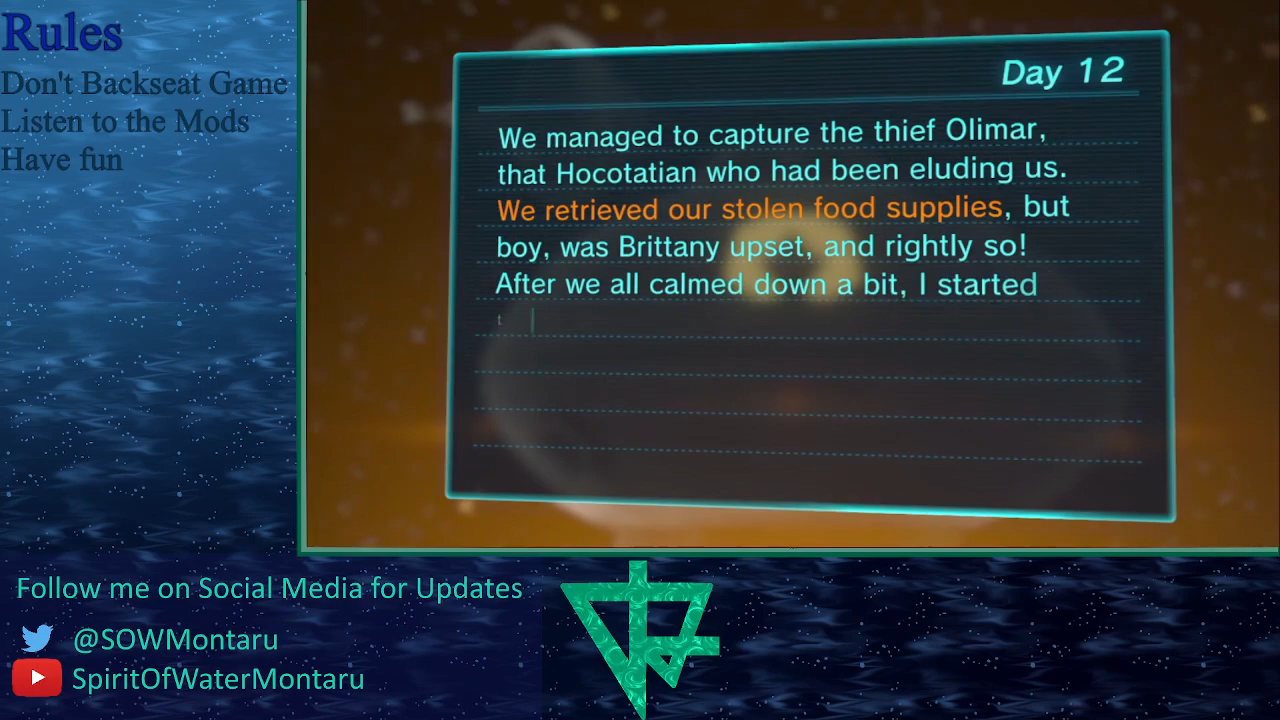 Rules
Don't Backseat Game
Listen to the Mods
Have fun
Day 12
We managed to capture the thief Olimar,
that Hocotatian who had been eluding us.
We retrieved our stolen food supplies, but
boy, was Brittany upset, and rightly so!
After we all calmed down a bit, I started
t
Follow me on Social Media for Updates
@SOWMontaru
SpiritOfWaterMontaru